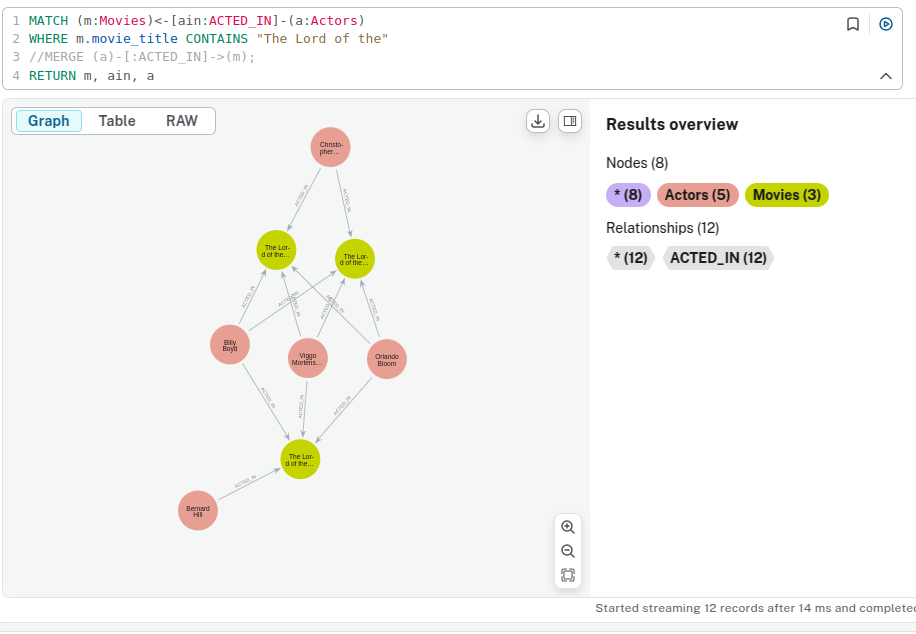 1 MATCH (m:Movies)<-[ain:ACTED_IN]-(a:Actors)
2 WHERE m.movie_title CONTAINS "The Lord of the"
3 //MERGE (a)-[:ACTED_IN]->(m);
4 RETURN m, ain, a
Graph Table RAW
Results overview
Nodes (8)
* (8) Actors (5) Movies (3)
Relationships (12)
* (12) ACTED_IN (12)
Christo-
pher...
ACTED_IN ACTED_IN
The Lor-
d of the...
The Lor-
d of the...
ACTED_IN ACTED_IN ACTED_IN ACTED_IN ACTED_IN ACTED_IN
Billy
Boyd
Viggo
Mortens...
Orlando
Bloom
ACTED_IN ACTED_IN ACTED_IN
The Lor-
d of the...
ACTED_IN
Bernard
Hill
Started streaming 12 records after 14 ms and complete